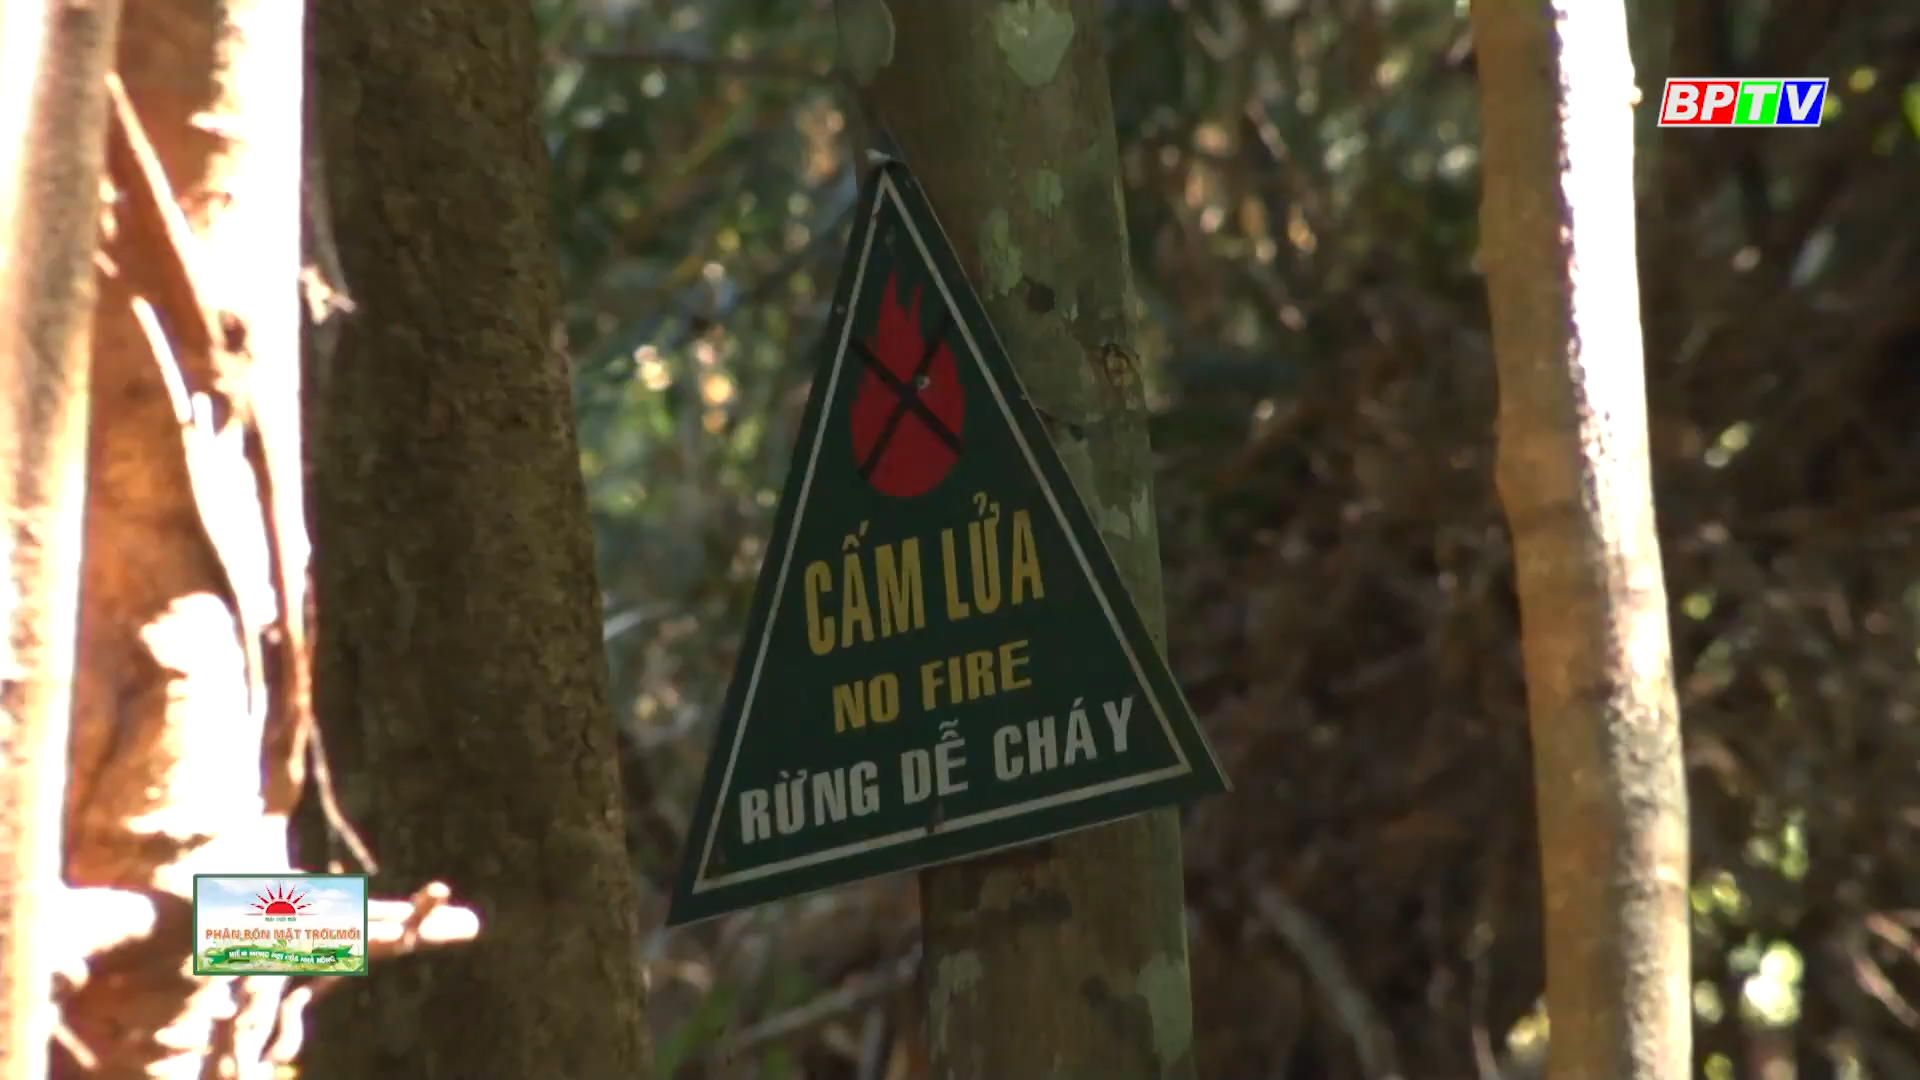 BPTV
CẤM LỬA
NO FIRE
RỪNG DỄ CHÁY
PHÂN BÓN MẶT TRỜI MỚI